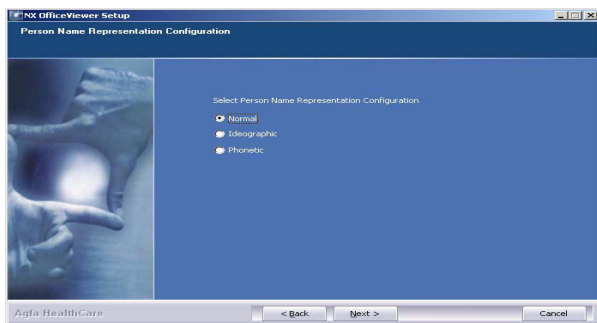 NX OfficeViewer Setup
Person Name Representation Configuration
Select Person Name Representation Configuration
Normal
Ideographic
Phonetic
Agfa HealthCare
< Back
Next >
Cancel